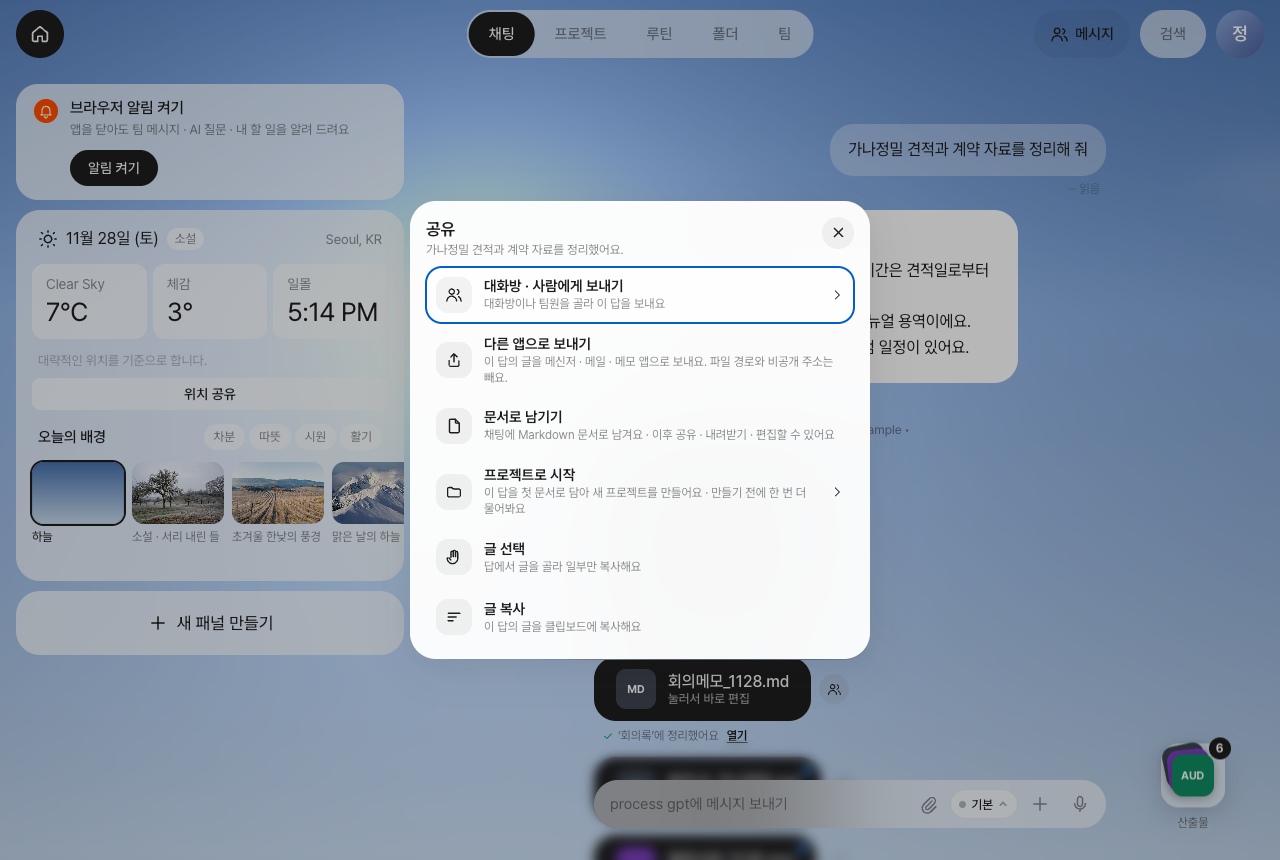 채팅
프로젝트
루틴
폴더
팀
메시지
검색
정
브라우저 알림 켜기
앱을 닫아도 팀 메시지 · AI 질문 · 내 할 일을 알려 드려요
알림 켜기
11월 28일 (토)
소설
Seoul, KR
Clear Sky
7°C
체감
3°
일몰
5:14 PM
대략적인 위치를 기준으로 합니다.
위치 공유
오늘의 배경
차분
따뜻
시원
활기
하늘
소설 · 서리 내린 들
초겨울 한낮의 풍경
맑은 날의 하늘
새 패널 만들기
가나정밀 견적과 계약 자료를 정리해 줘
읽음
기간은 견적일로부터
뉴얼 용역이에요.
일정이 있어요.
공유
가나정밀 견적과 계약 자료를 정리했어요.
대화방 · 사람에게 보내기
대화방이나 팀원을 골라 이 답을 보내요
다른 앱으로 보내기
이 답의 글을 메신저 · 메일 · 메모 앱으로 보내요. 파일 경로와 비공개 주소는
빼요.
문서로 남기기
채팅에 Markdown 문서로 남겨요 · 이후 공유 · 내려받기 · 편집할 수 있어요
프로젝트로 시작
이 답을 첫 문서로 담아 새 프로젝트를 만들어요 · 만들기 전에 한 번 더
물어봐요
글 선택
답에서 글을 골라 일부만 복사해요
글 복사
이 답의 글을 클립보드에 복사해요
ample •
MD
회의메모_1128.md
눌러서 바로 편집
'회의록'에 정리했어요 열기
process gpt에 메시지 보내기
기본
6
AUD
산출물